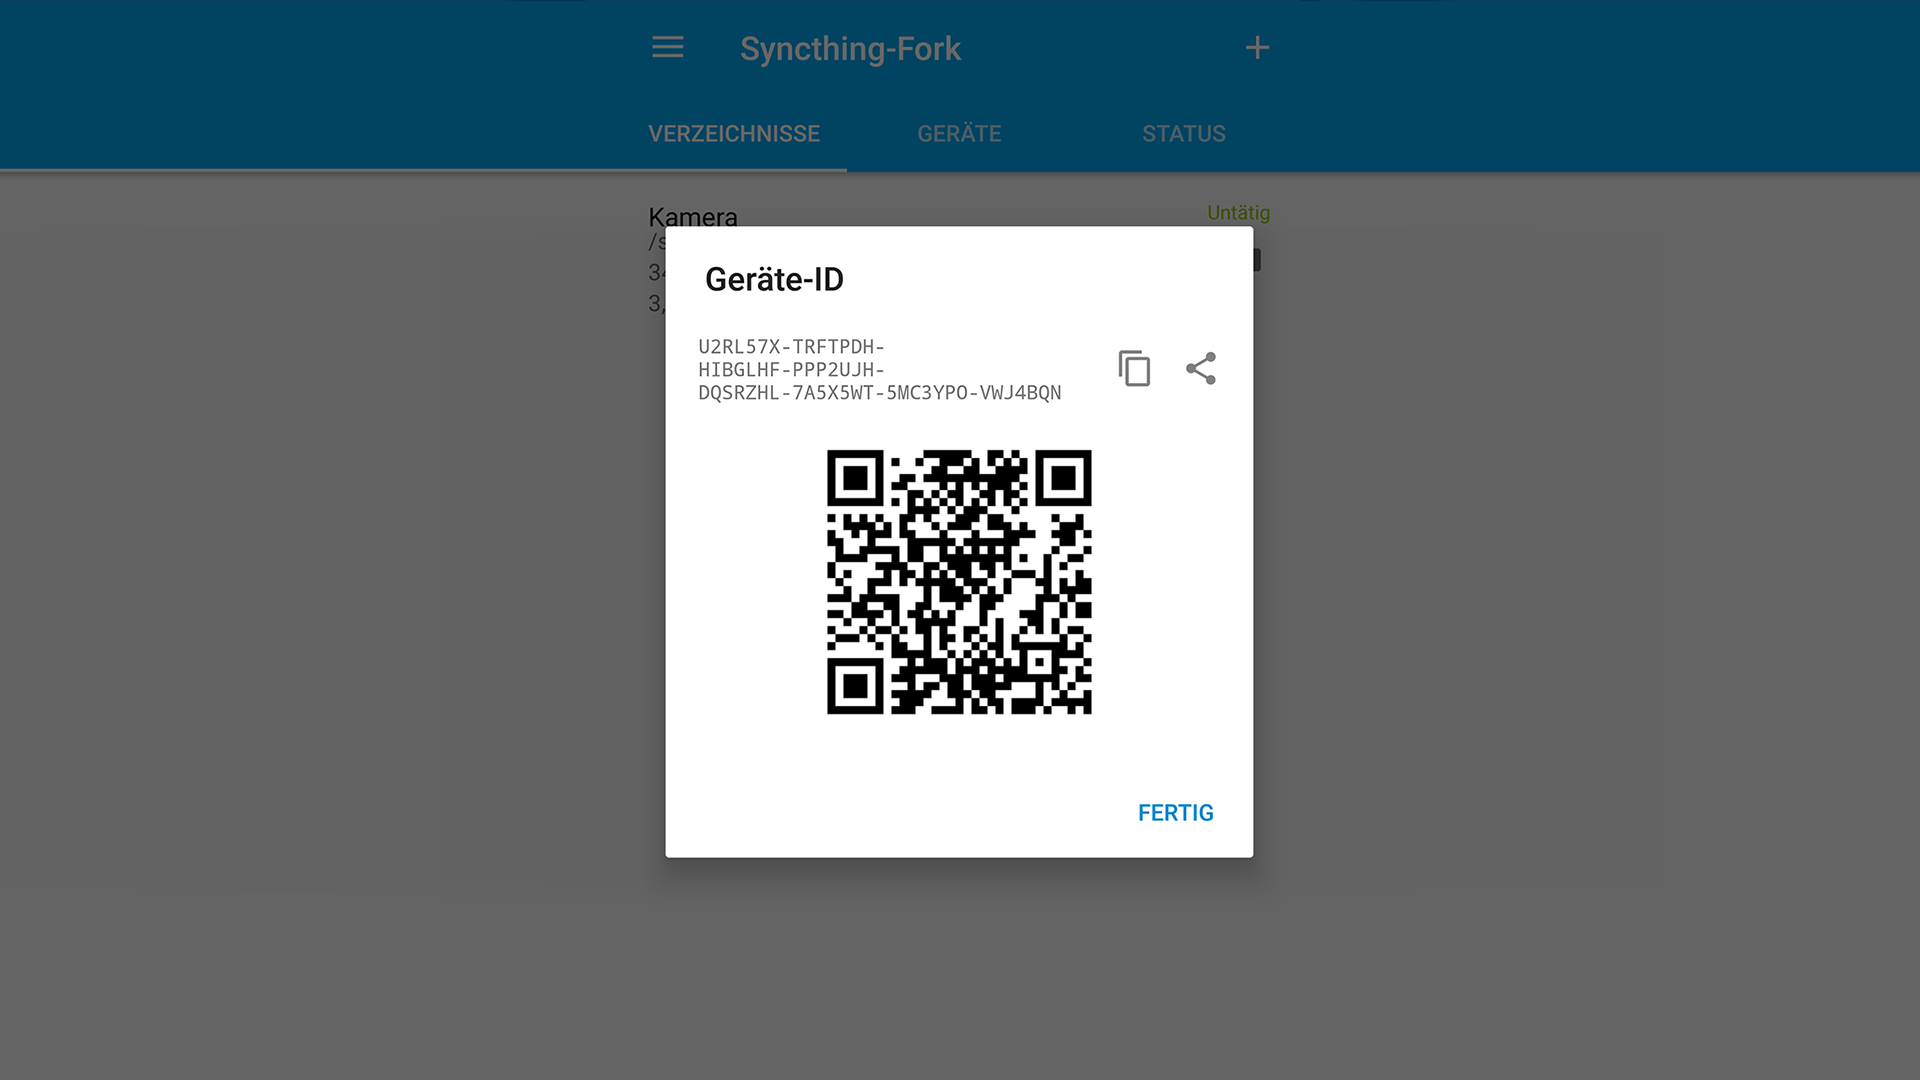 Syncthing-Fork
VERZEICHNISSE GERÄTE STATUS
Kamera
Untätig
Geräte-ID
U2RL57X-TRFTPDH-
HIBGLHF-PPP2UJH-
DQSRZHL-7A5X5WT-5MC3YPO-VWJ4BQN
FERTIG